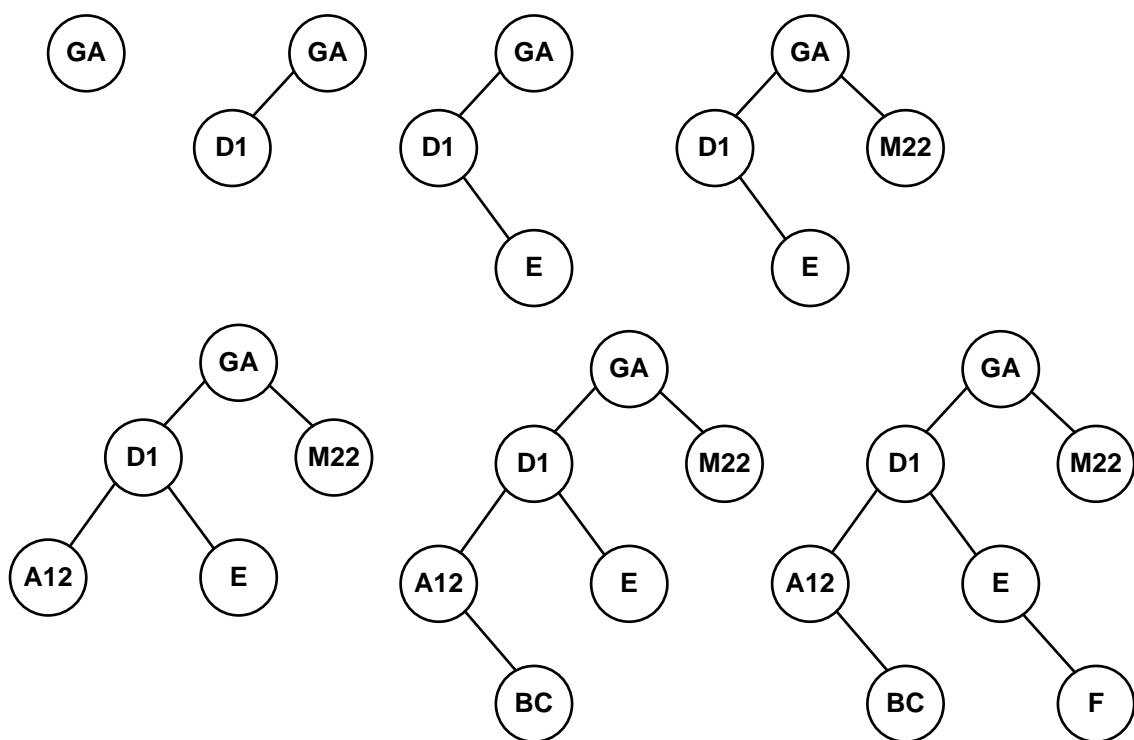 GA GA GA GA
D1 D1 D1 M22
E E
GA GA GA
D1 M22 D1 M22 D1 M22
A12 E A12 E A12 E
BC BC F